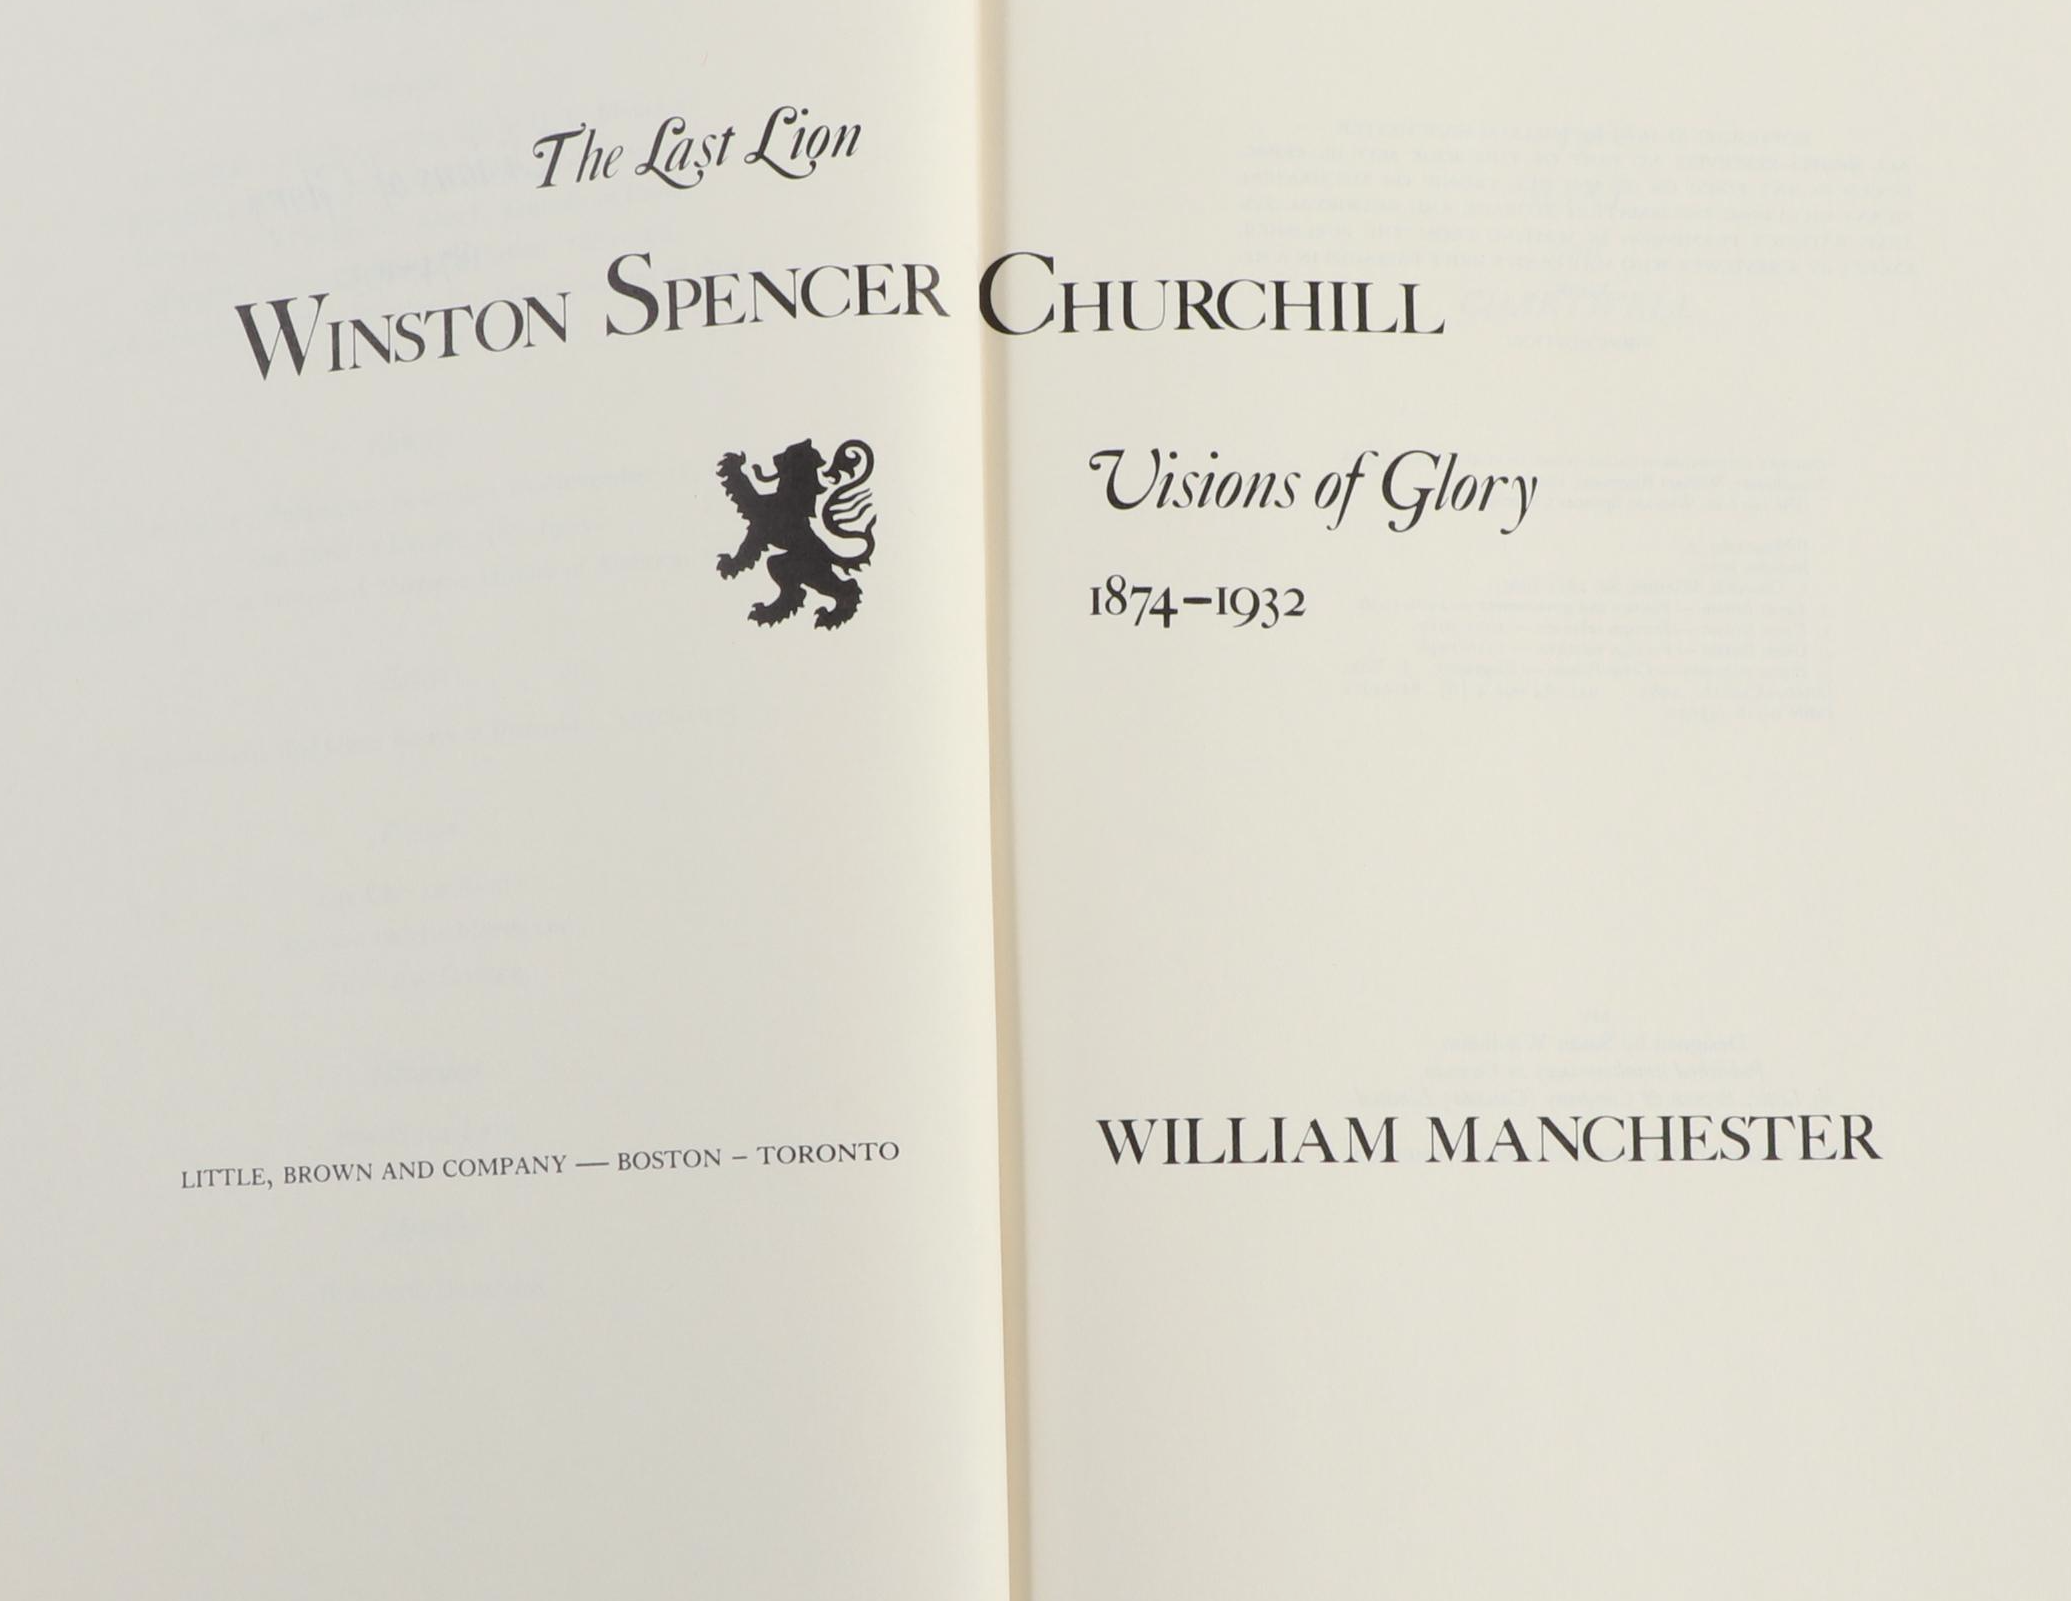 The Last Lion
WINSTON SPENCER CHURCHILL
Visions of Glory
1874–1932
LITTLE, BROWN AND COMPANY — BOSTON – TORONTO
WILLIAM MANCHESTER